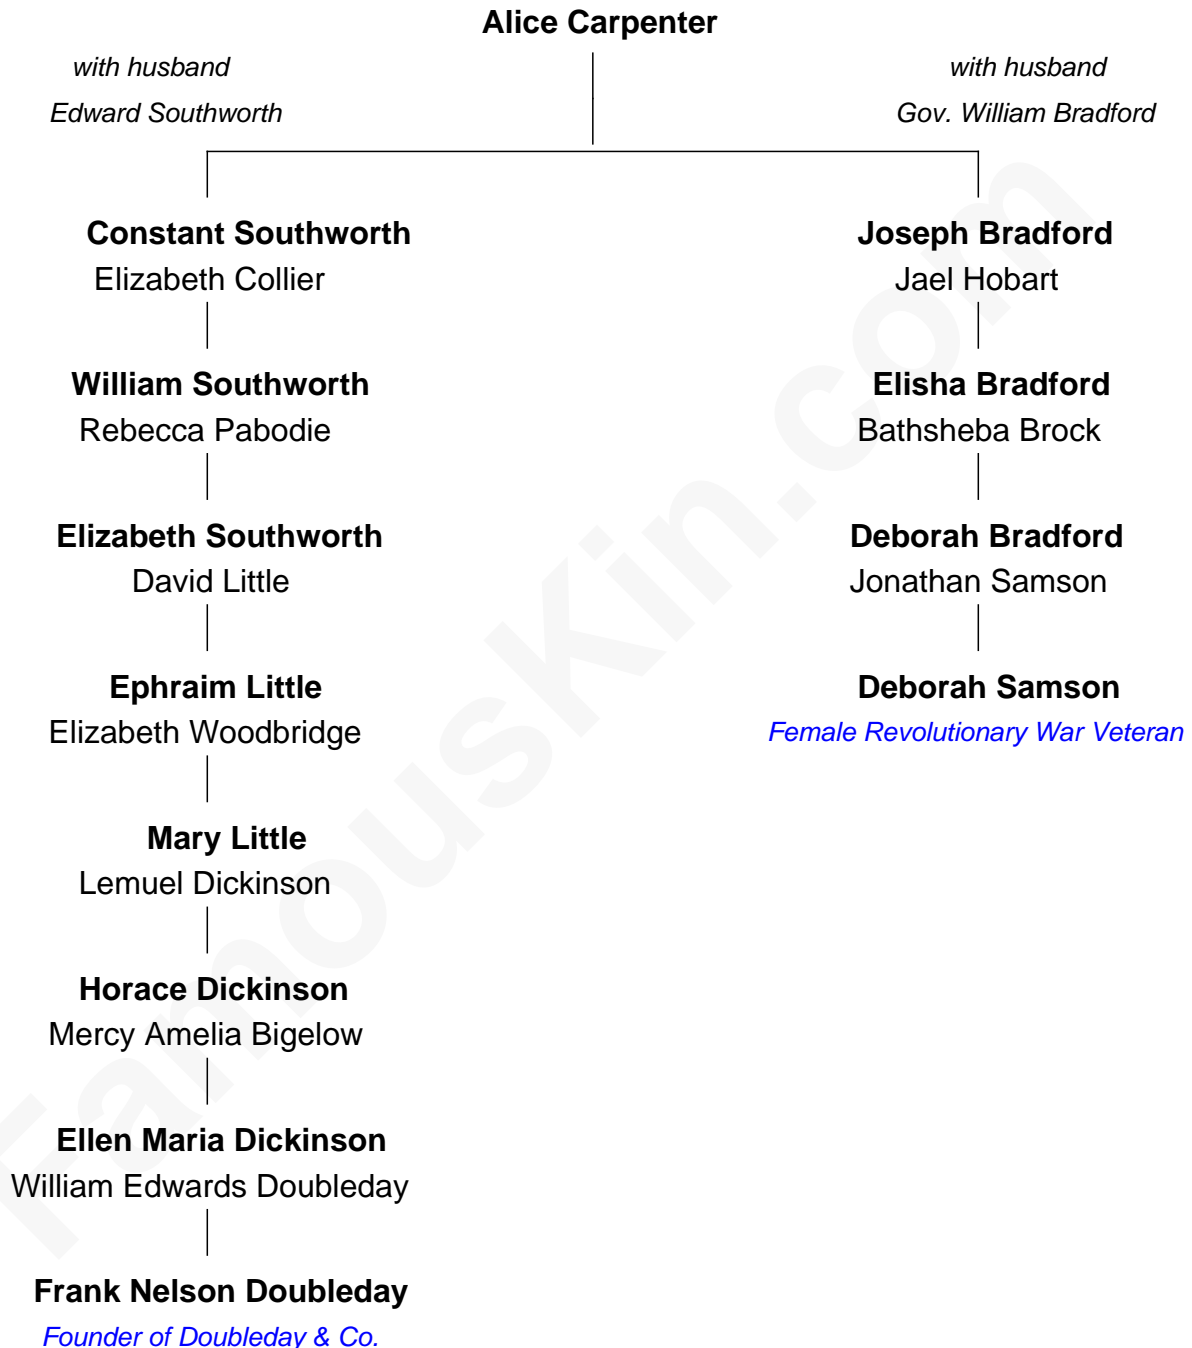 Alice Carpenter
with husband
Edward Southworth
with husband
Gov. William Bradford
Constant Southworth
Elizabeth Collier
Joseph Bradford
Jael Hobart
William Southworth
Rebecca Pabodie
Elisha Bradford
Bathsheba Brock
Elizabeth Southworth
David Little
Deborah Bradford
Jonathan Samson
Ephraim Little
Elizabeth Woodbridge
Deborah Samson
Female Revolutionary War Veteran
Mary Little
Lemuel Dickinson
Horace Dickinson
Mercy Amelia Bigelow
Ellen Maria Dickinson
William Edwards Doubleday
Frank Nelson Doubleday
Founder of Doubleday & Co.
FamousKin.com